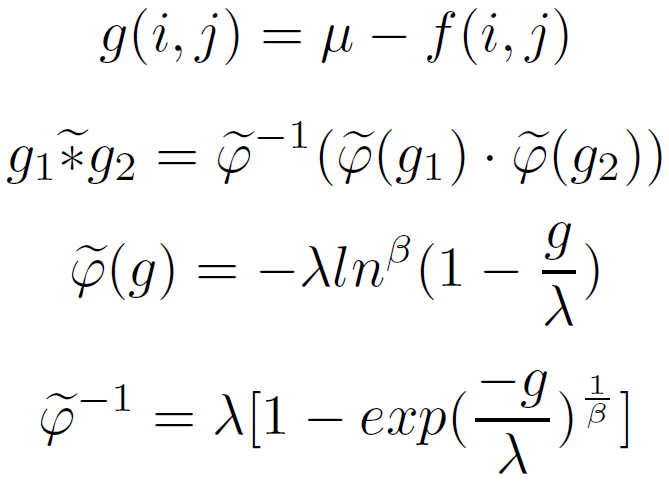 g(i, j) = μ − f(i, j)
g₁ *̃ g₂ = φ̃⁻¹(φ̃(g₁) · φ̃(g₂))
φ̃(g) = −λln^β(1 − g/λ)
φ̃⁻¹ = λ[1 − exp(−g/λ)^(1/β)]